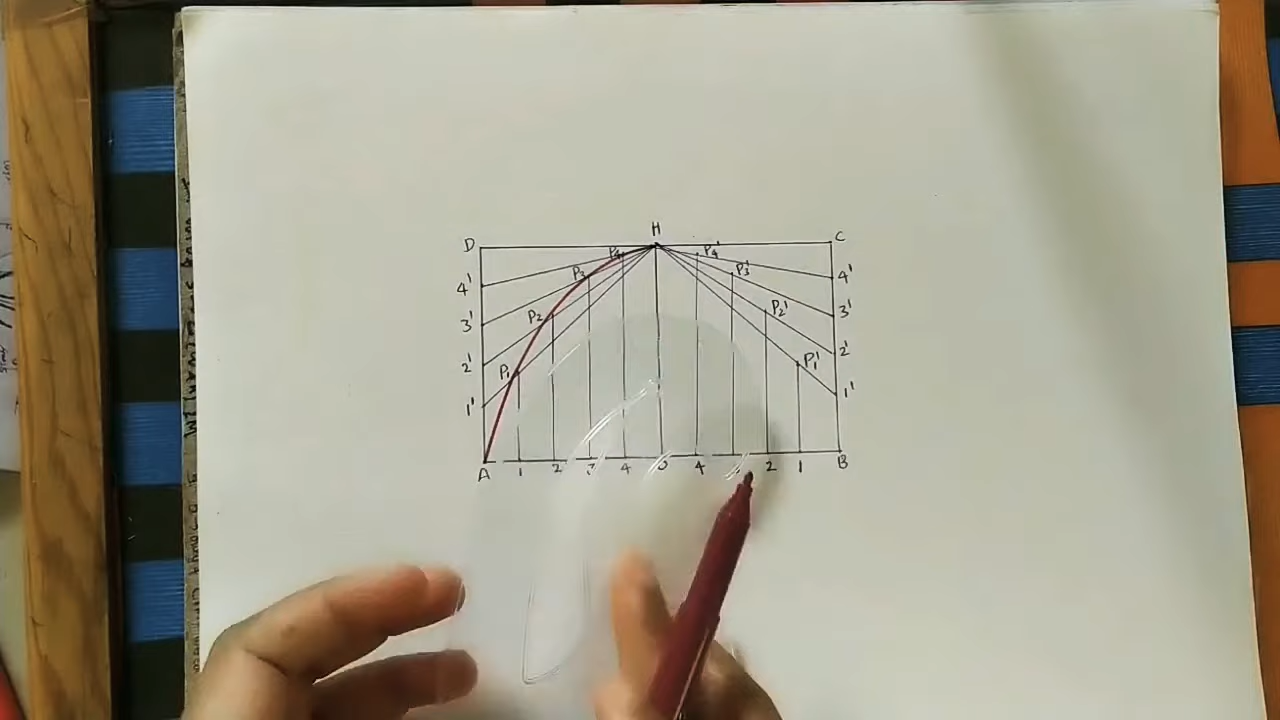 H
D C
P4 P4'
P3 P3'
4' 4'
P2 P2'
3' 3'
2' 2'
P1 P1'
1' 1'
A 1 2 3 4 0 4 2 1 B